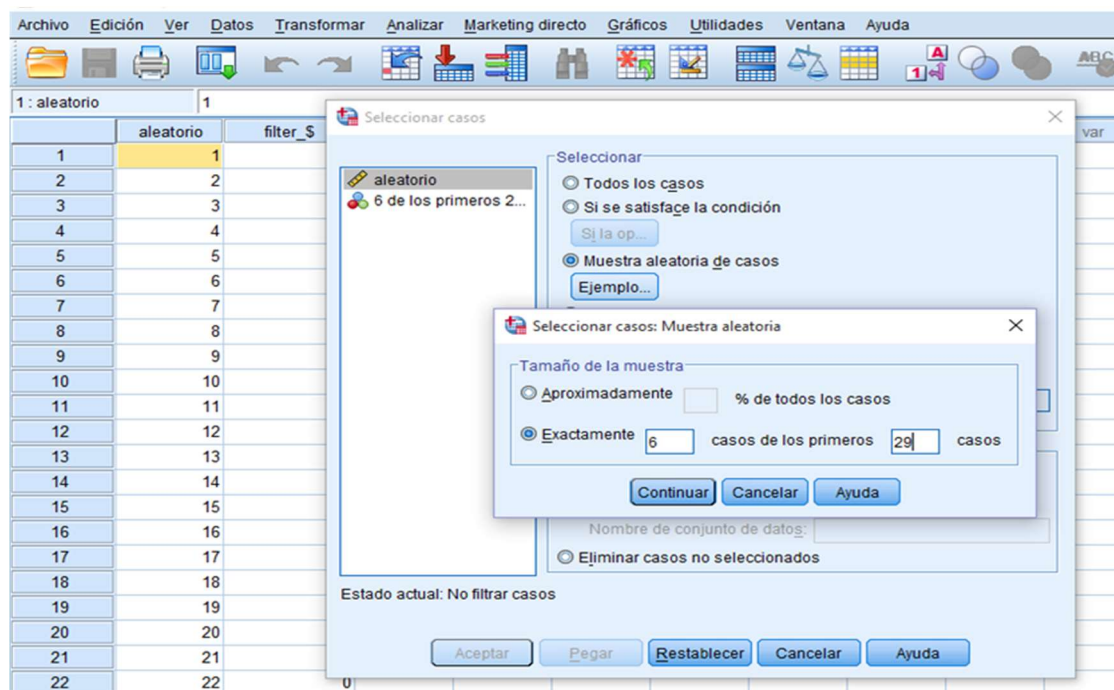 Archivo Edición Ver Datos Transformar Analizar Marketing directo Gráficos Utilidades Ventana Ayuda
1 : aleatorio 1
aleatorio filter_$ var
1 1
2 2
3 3
4 4
5 5
6 6
7 7
8 8
9 9
10 10
11 11
12 12
13 13
14 14
15 15
16 16
17 17
18 18
19 19
20 20
21 21
22 22 0
Seleccionar casos
aleatorio
6 de los primeros 2...
Seleccionar
Todos los casos
Si se satisface la condición
Si la op...
Muestra aleatoria de casos
Ejemplo...
Seleccionar casos: Muestra aleatoria
Tamaño de la muestra
Aproximadamente % de todos los casos
Exactamente 6 casos de los primeros 29 casos
Continuar Cancelar Ayuda
Nombre de conjunto de datos:
Eliminar casos no seleccionados
Estado actual: No filtrar casos
Aceptar Pegar Restablecer Cancelar Ayuda